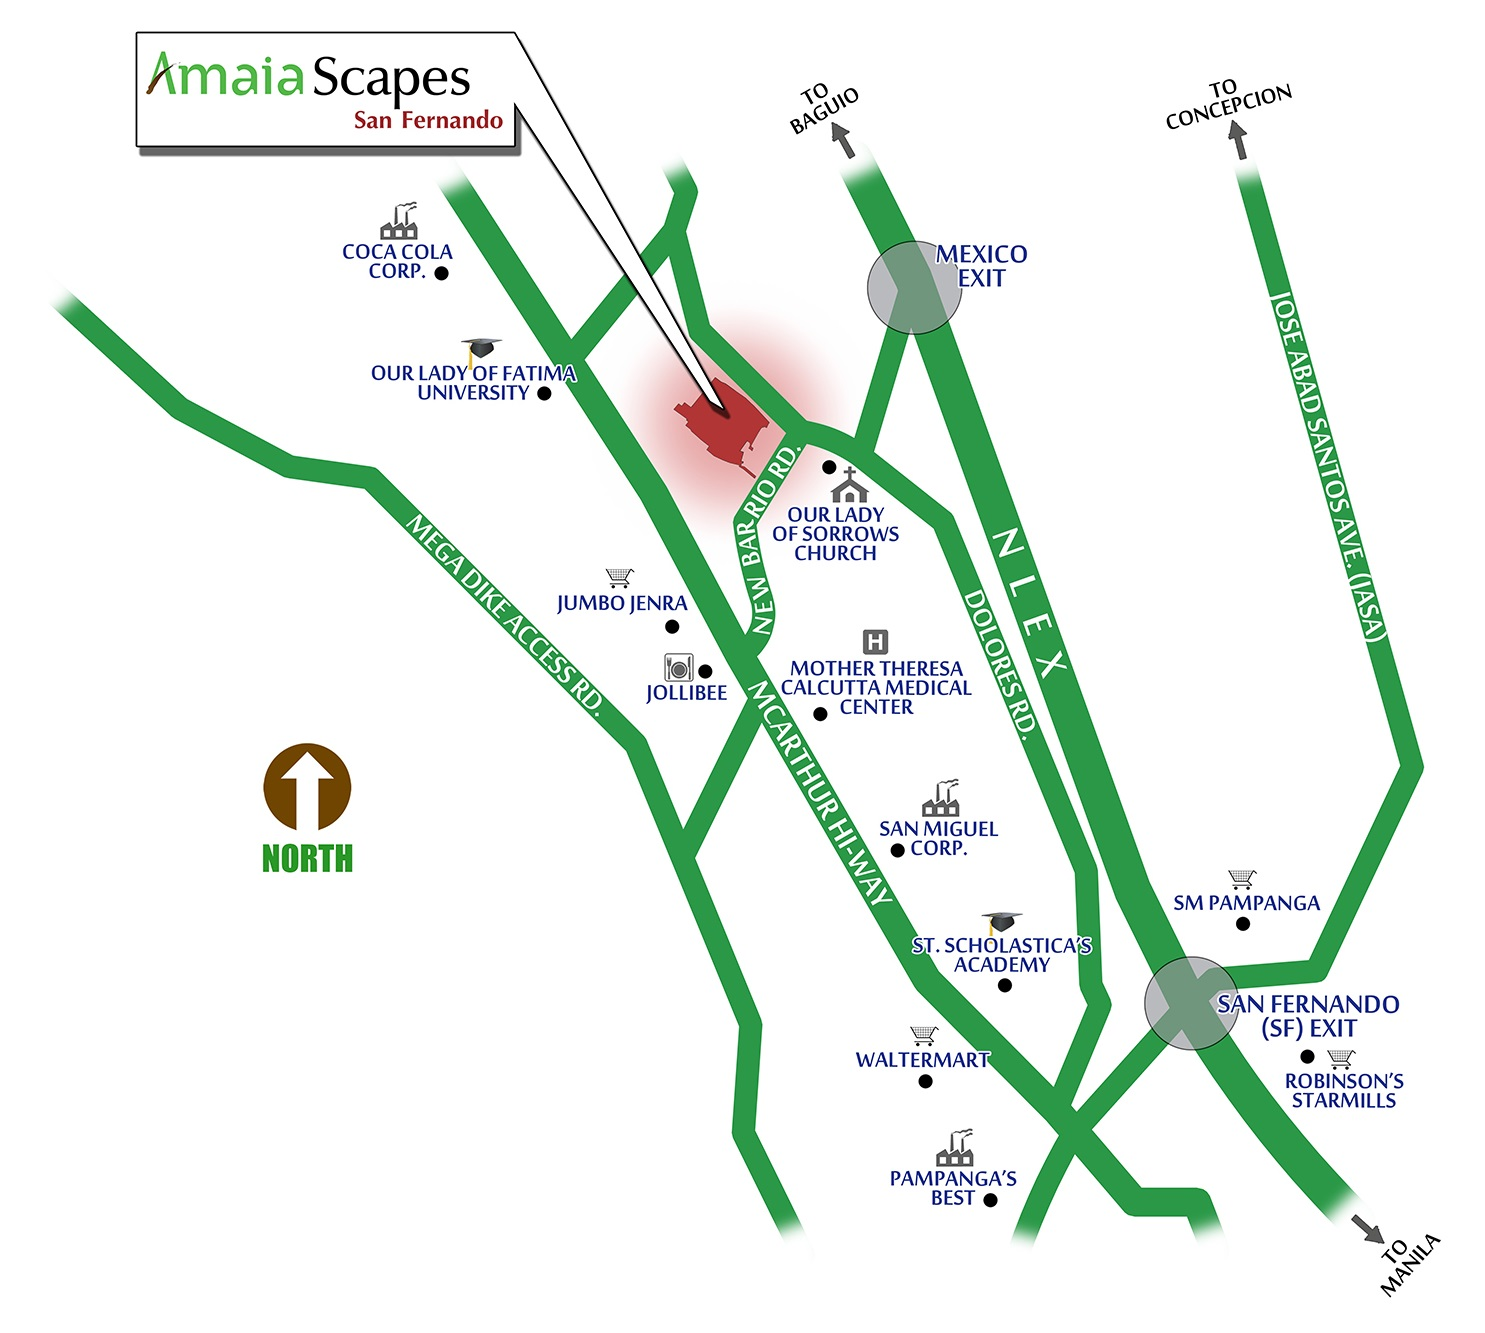 Amaia Scapes
San Fernando
TO
BAGUIO
TO
CONCEPCION
COCA COLA
CORP.
MEXICO
EXIT
OUR LADY OF FATIMA
UNIVERSITY
JOSE ABAD SANTOS AVE. (JASA)
NEW BARRIO RD.
OUR LADY
OF SORROWS
CHURCH
MEGA DIKE ACCESS RD.
N L E X
JUMBO JENRA
DOLORES RD.
H
MOTHER THERESA
CALCUTTA MEDICAL
CENTER
JOLLIBEE
MCARTHUR HI-WAY
NORTH
SAN MIGUEL
CORP.
SM PAMPANGA
ST. SCHOLASTICA'S
ACADEMY
SAN FERNANDO
(SF) EXIT
WALTERMART
ROBINSON'S
STARMILLS
PAMPANGA'S
BEST
TO
MANILA